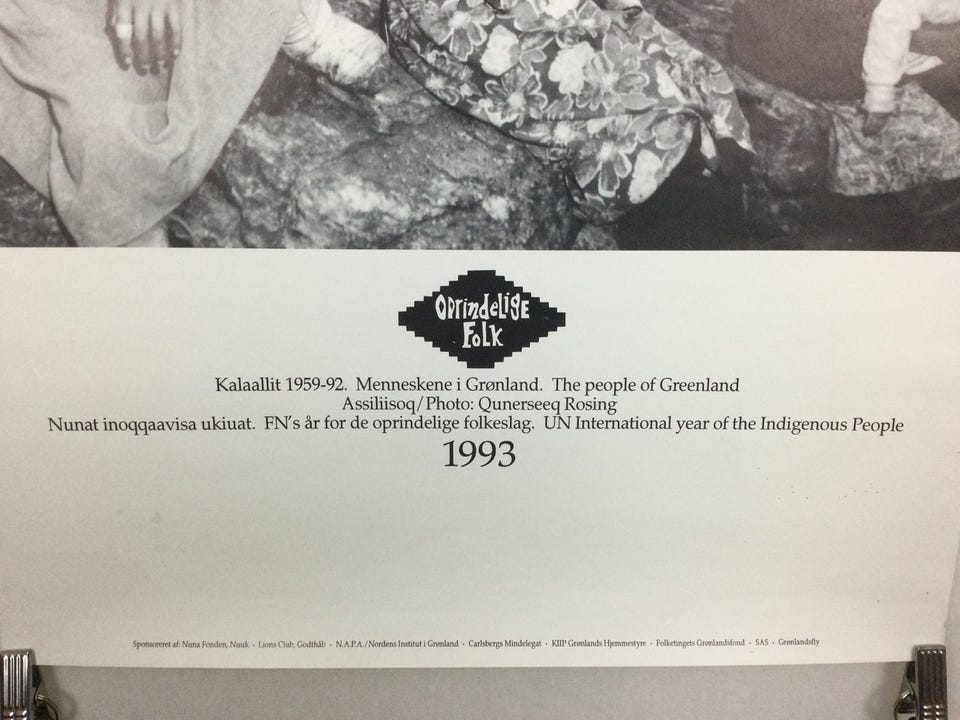 OPrindeLigE
FoLK
Kalaallit 1959-92. Menneskene i Grønland. The people of Greenland
Assiliisoq/Photo: Qunerseeq Rosing
Nunat inoqqaavisa ukiuat. FN's år for de oprindelige folkeslag. UN International year of the Indigenous People
1993
Sponsoreret af: Nuna Fonden, Nuuk · Lions Club, Godthåb · N.A.P.A./Nordens Institut i Grønland · Carlsbergs Mindelegat · KIIP Grønlands Hjemmestyre · Folketingets Grønlandsfond · SAS · Grønlandsfly